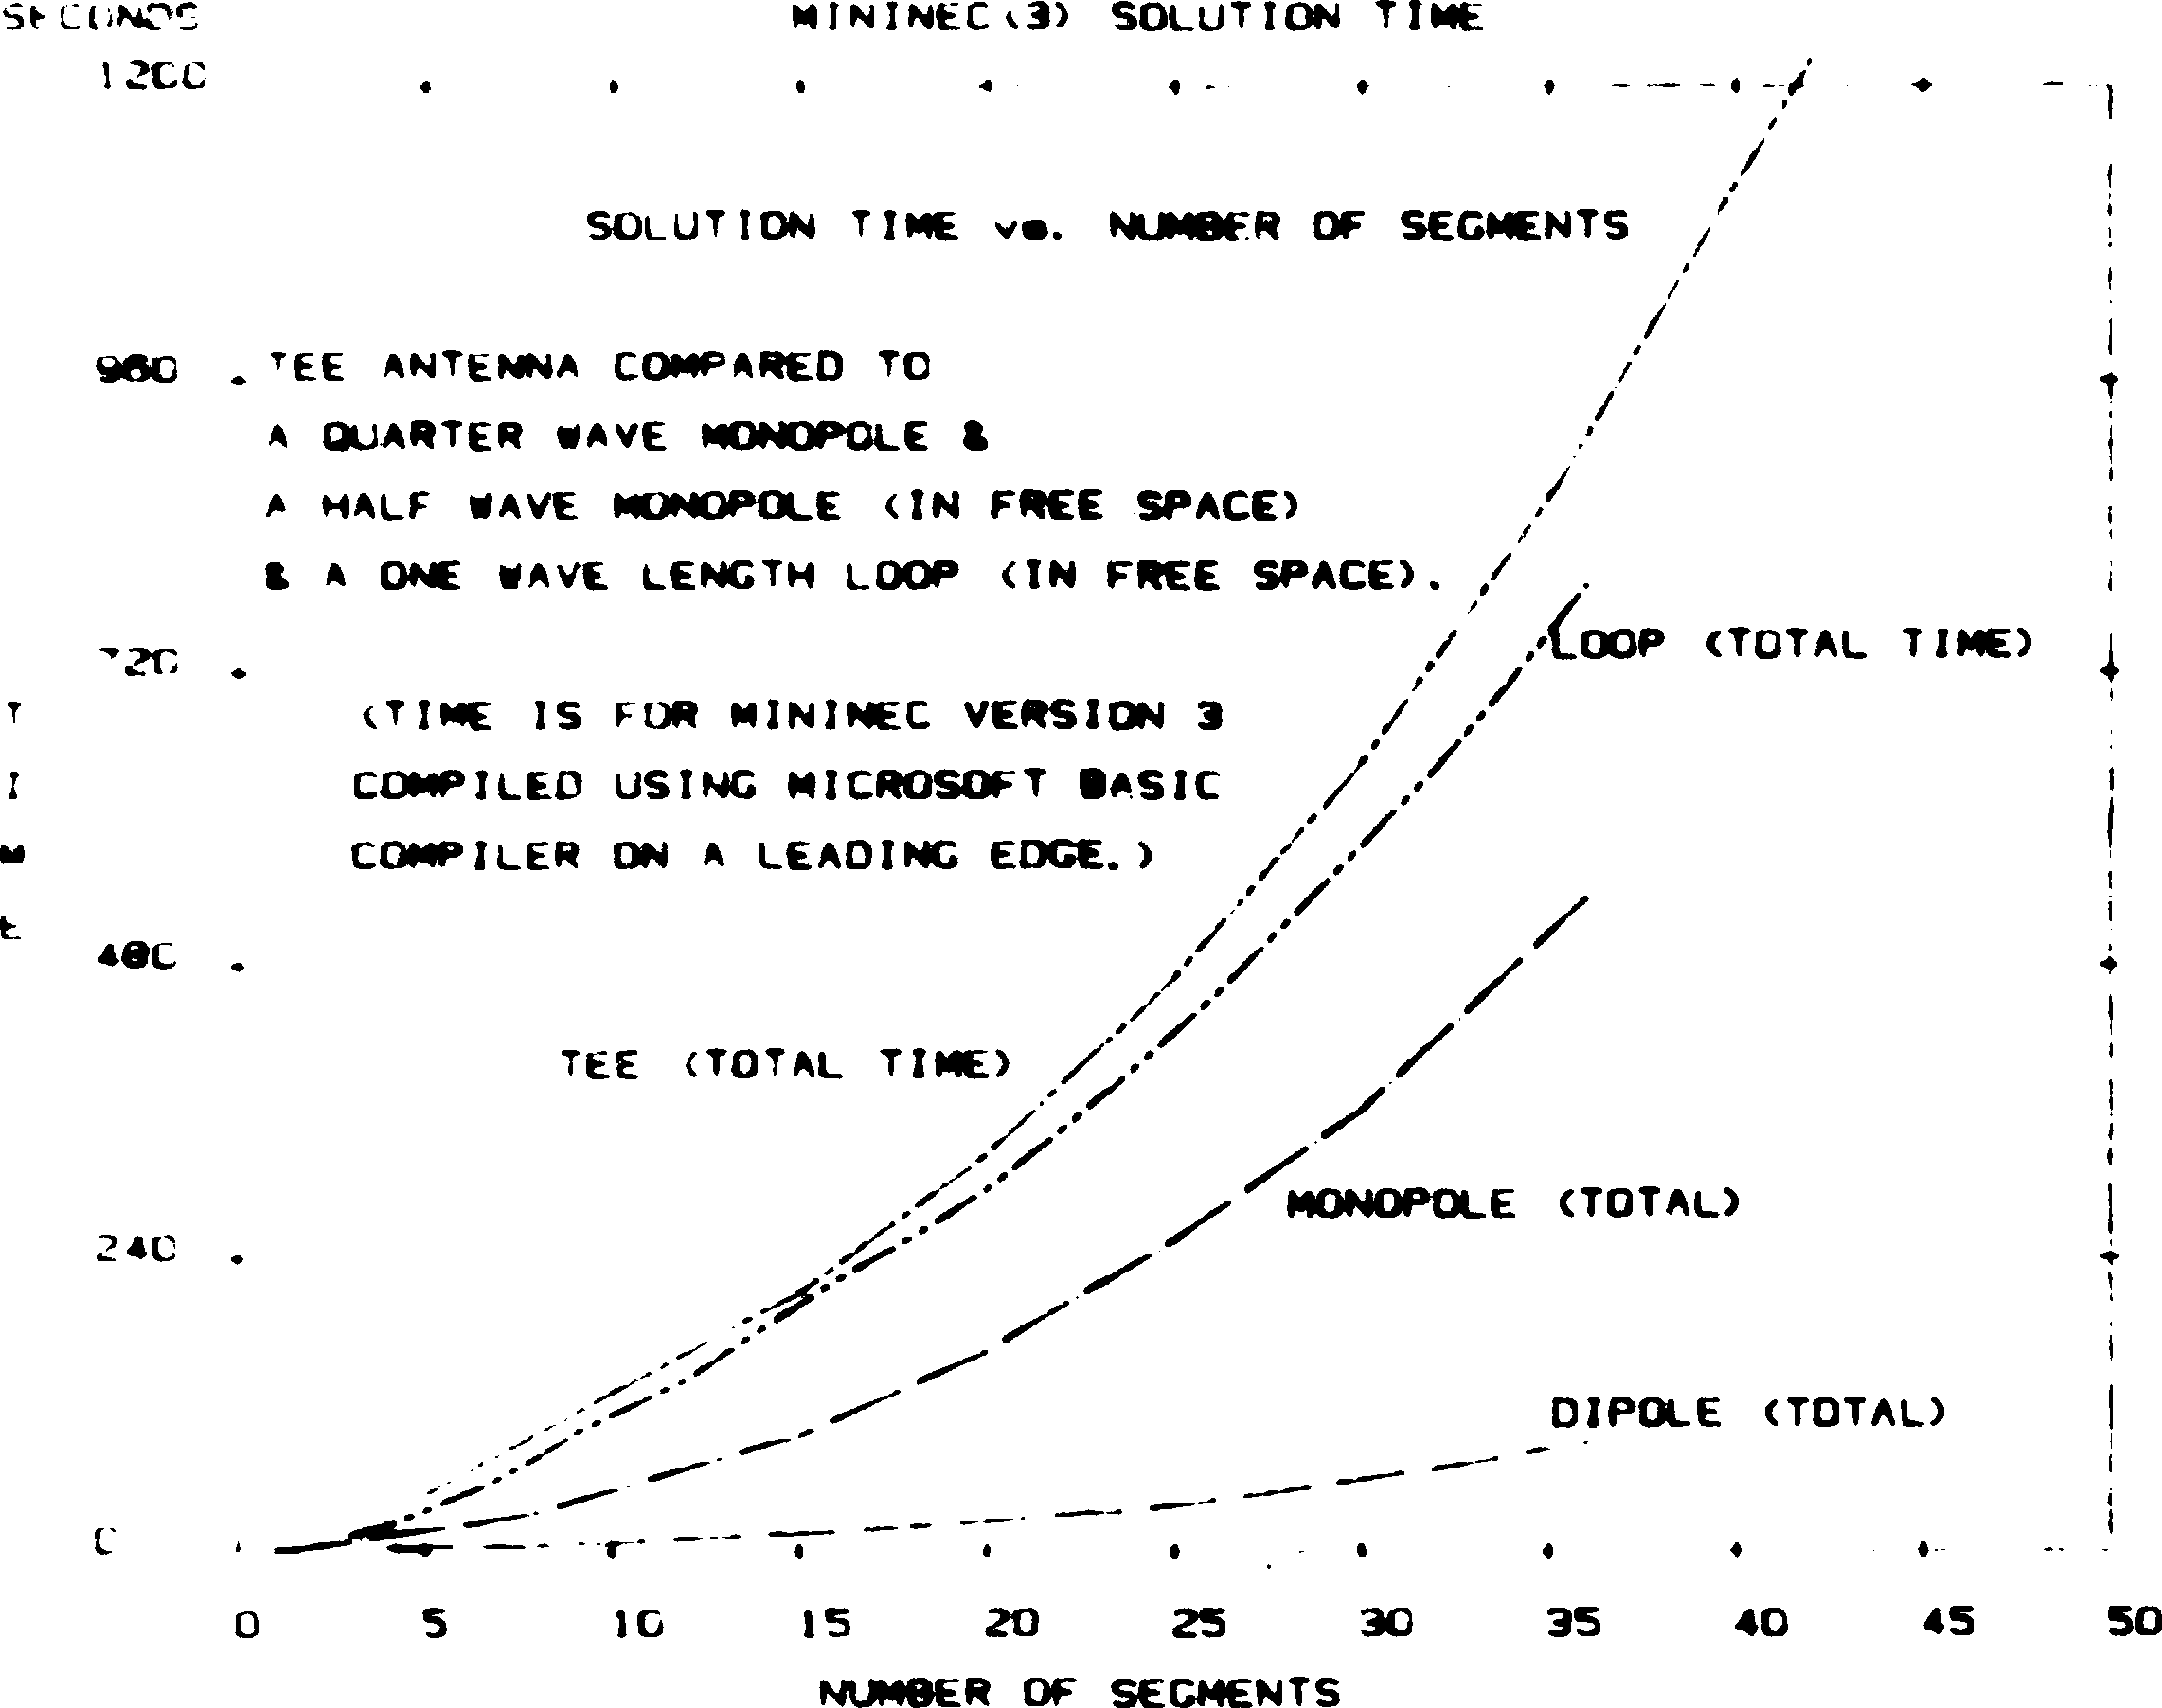 SECONDS
MININEC(3) SOLUTION TIME
1200
SOLUTION TIME vs. NUMBER OF SEGMENTS
960
TEE ANTENNA COMPARED TO
A QUARTER WAVE MONOPOLE &
A HALF WAVE MONOPOLE (IN FREE SPACE)
& A ONE WAVE LENGTH LOOP (IN FREE SPACE).
LOOP (TOTAL TIME)
720
TIME
(TIME IS FOR MININEC VERSION 3
COMPILED USING MICROSOFT BASIC
COMPILER ON A LEADING EDGE.)
480
TEE (TOTAL TIME)
MONOPOLE (TOTAL)
240
DIPOLE (TOTAL)
0
0 5 10 15 20 25 30 35 40 45 50
NUMBER OF SEGMENTS